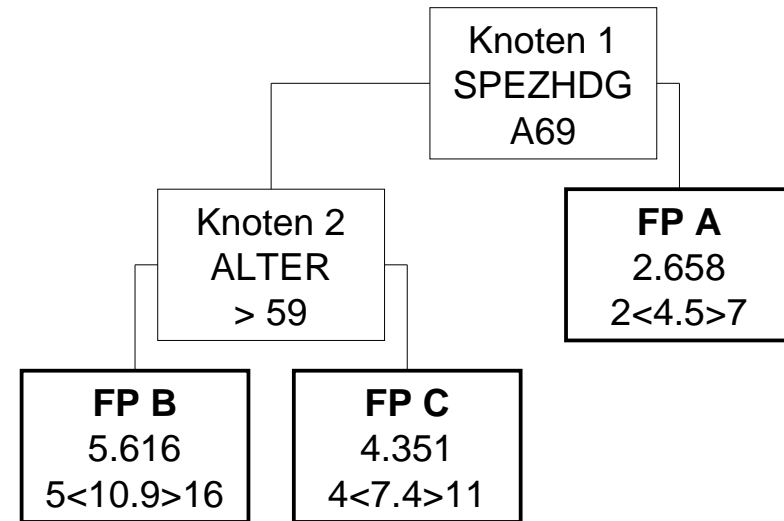 Knoten 1
SPEZHDG
A69
Knoten 2
ALTER
> 59
FP A
2.658
2<4.5>7
FP B
5.616
5<10.9>16
FP C
4.351
4<7.4>11